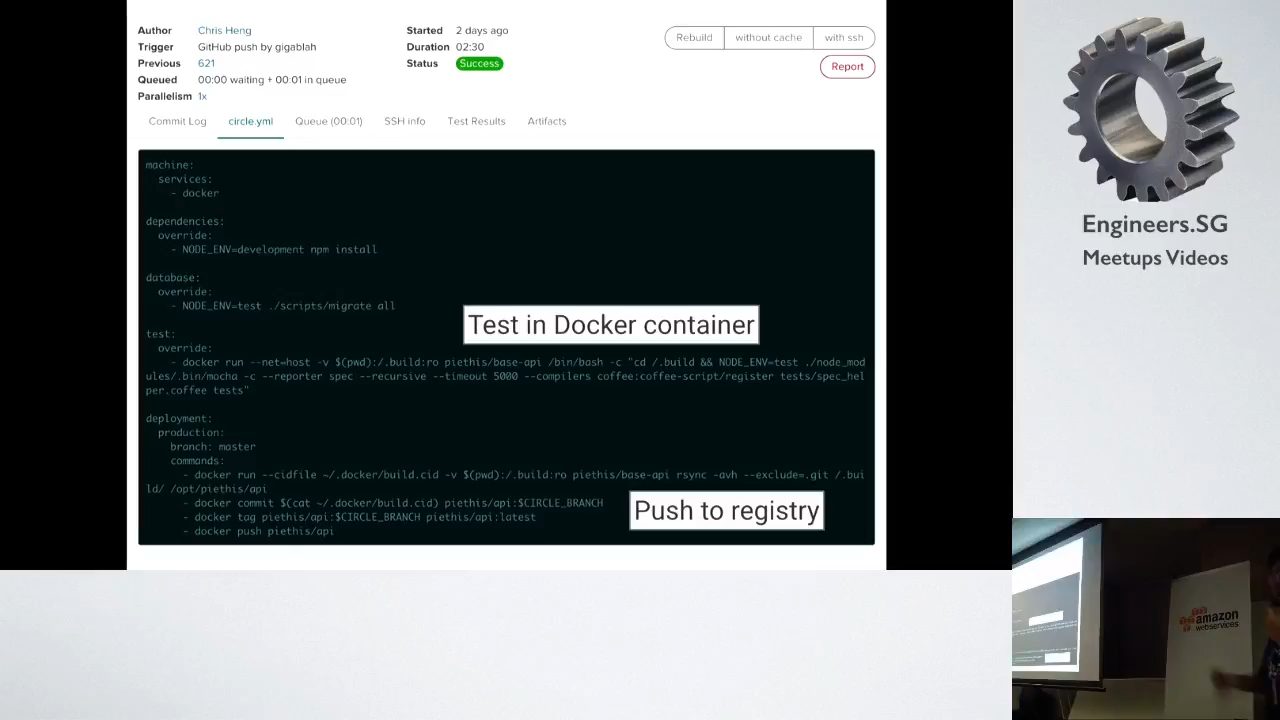 Author Chris Heng
Trigger GitHub push by gigablah
Previous 621
Queued 00:00 waiting + 00:01 in queue
Parallelism 1x
Started 2 days ago
Duration 02:30
Status Success
Rebuild without cache with ssh
Report
Commit Log circle.yml Queue (00:01) SSH info Test Results Artifacts
machine:
services:
- docker
dependencies:
override:
- NODE_ENV=development npm install
database:
override:
- NODE_ENV=test ./scripts/migrate all
Test in Docker container
test:
override:
- docker run --net=host -v $(pwd):/.build:ro piethis/base-api /bin/bash -c "cd /.build && NODE_ENV=test ./node_mod
ules/.bin/mocha -c --reporter spec --recursive --timeout 5000 --compilers coffee:coffee-script/register tests/spec_hel
per.coffee tests"
deployment:
production:
branch: master
commands:
- docker run --cidfile ~/.docker/build.cid -v $(pwd):/.build:ro piethis/base-api rsync -avh --exclude=.git /.bui
ld/ /opt/piethis/api
- docker commit $(cat ~/.docker/build.cid) piethis/api:$CIRCLE_BRANCH
- docker tag piethis/api:$CIRCLE_BRANCH piethis/api:latest
- docker push piethis/api
Push to registry
Engineers.SG
Meetups Videos
amazon
webservices